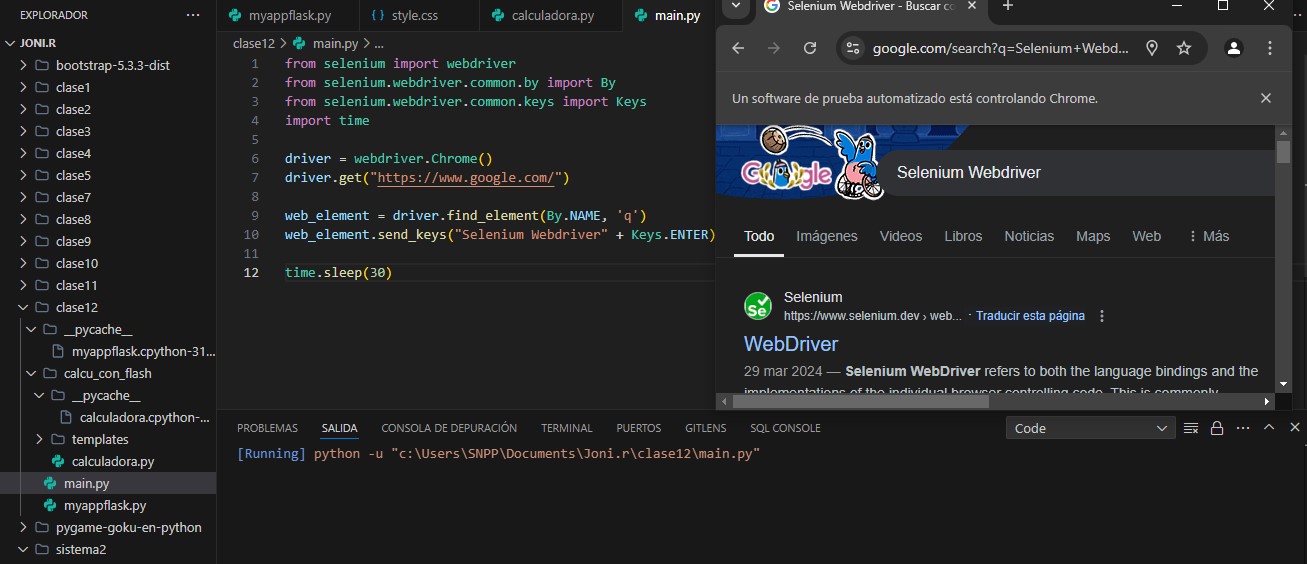 EXPLORADOR
JONI.R
bootstrap-5.3.3-dist
clase1
clase2
clase3
clase4
clase5
clase7
clase8
clase9
clase10
clase11
clase12
__pycache__
myappflask.cpython-31...
calcu_con_flash
__pycache__
calculadora.cpython-...
templates
calculadora.py
main.py
myappflask.py
pygame-goku-en-python
sistema2
myappflask.py
{ } style.css
calculadora.py
main.py
clase12 > main.py > ...
1 from selenium import webdriver
2 from selenium.webdriver.common.by import By
3 from selenium.webdriver.common.keys import Keys
4 import time
5
6 driver = webdriver.Chrome()
7 driver.get("https://www.google.com/")
8
9 web_element = driver.find_element(By.NAME, 'q')
10 web_element.send_keys("Selenium Webdriver" + Keys.ENTER)
11
12 time.sleep(30)
Selenium Webdriver - Buscar co
google.com/search?q=Selenium+Webd...
Un software de prueba automatizado está controlando Chrome.
Google
Selenium Webdriver
Todo Imágenes Videos Libros Noticias Maps Web Más
Se
Selenium
https://www.selenium.dev › web... · Traducir esta página
WebDriver
29 mar 2024 — Selenium WebDriver refers to both the language bindings and the
implementations of the individual browser controlling code. This is commonly
PROBLEMAS SALIDA CONSOLA DE DEPURACIÓN TERMINAL PUERTOS GITLENS SQL CONSOLE
Code
[Running] python -u "c:\Users\SNPP\Documents\Joni.r\clase12\main.py"